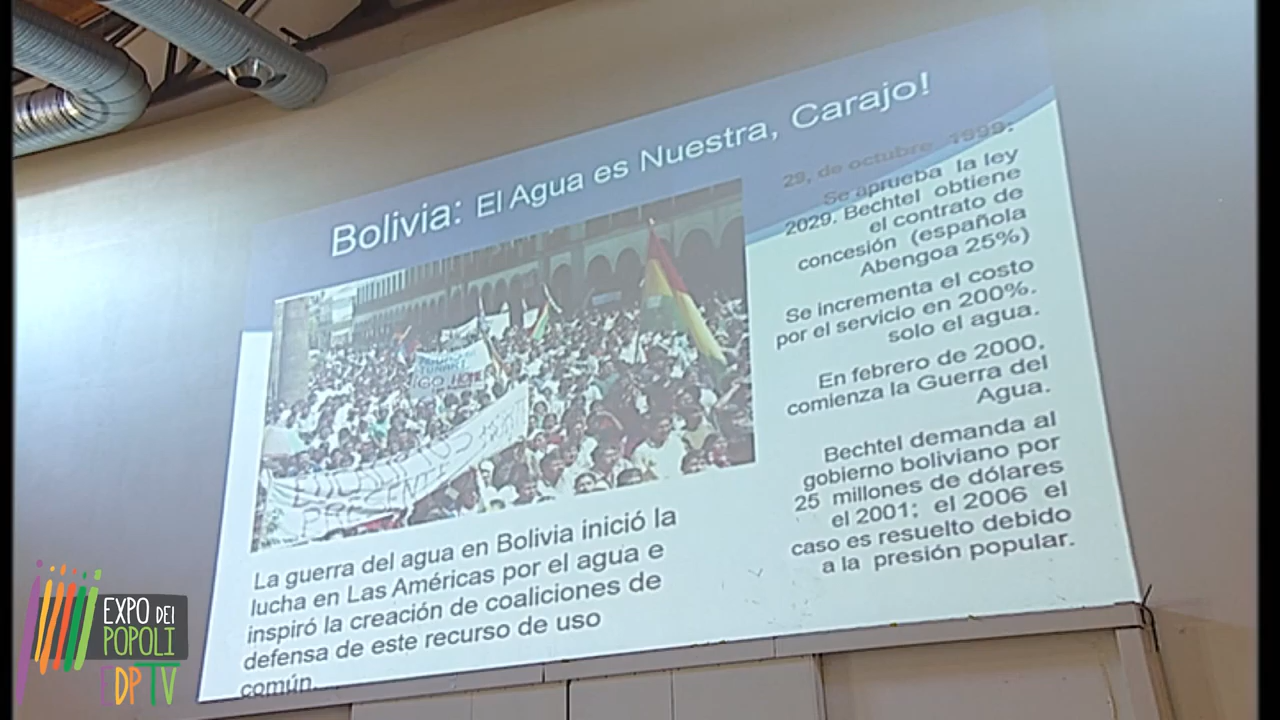 Bolivia: El Agua es Nuestra, Carajo!
29, de octubre 1999:
Se aprueba la ley
2029. Bechtel obtiene
el contrato de
concesión (española
Abengoa 25%)
Se incrementa el costo
por el servicio en 200%.
solo el agua.
En febrero de 2000,
comienza la Guerra del
Agua.
Bechtel demanda al
gobierno boliviano por
25 millones de dólares
el 2001; el 2006 el
caso es resuelto debido
a la presión popular.
La guerra del agua en Bolivia inició la
lucha en Las Américas por el agua e
inspiró la creación de coaliciones de
defensa de este recurso de uso
común.
EXPO DEI
POPOLI
EDPTV